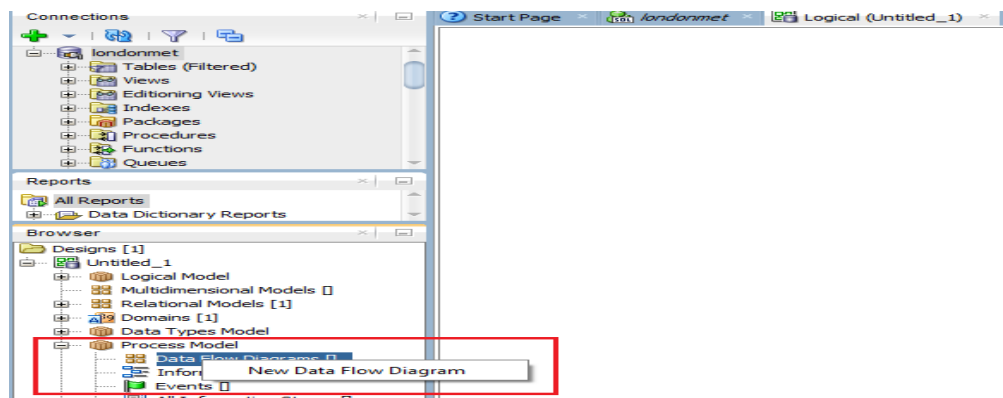 Connections
Start Page
londonmet
Logical (Untitled_1)
londonmet
Tables (Filtered)
Views
Editioning Views
Indexes
Packages
Procedures
Functions
Queues
Reports
All Reports
Data Dictionary Reports
Browser
Designs [1]
Untitled_1
Logical Model
Multidimensional Models []
Relational Models [1]
Domains [1]
Data Types Model
Process Model
Data Flow Diagrams []
New Data Flow Diagram
Events []